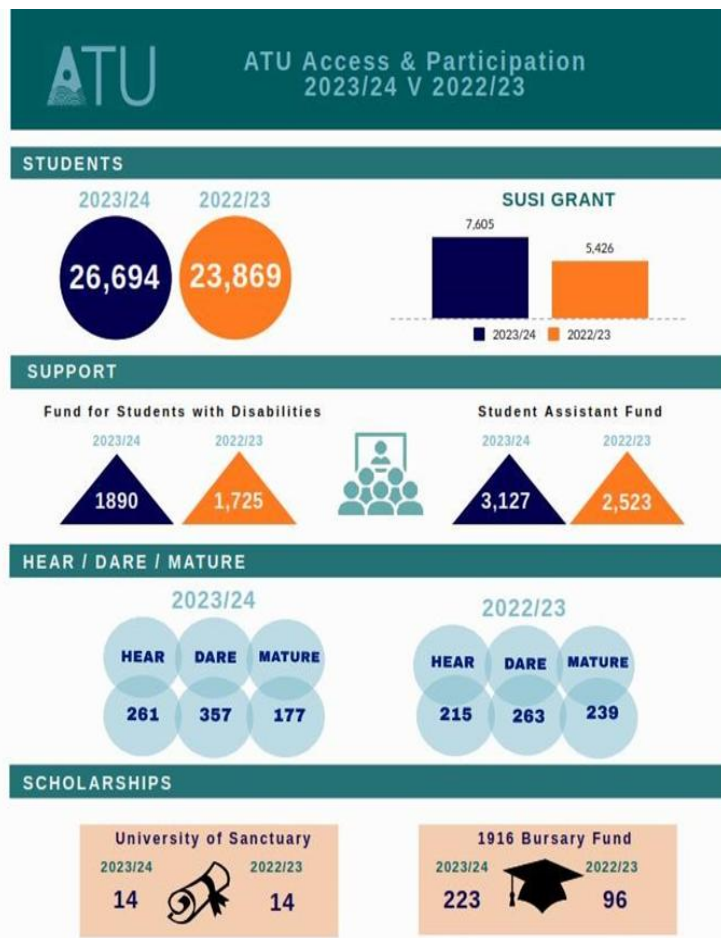 ATU
ATU Access & Participation
2023/24 V 2022/23
STUDENTS
2023/24 2022/23
26,694 23,869
SUSI GRANT
7,605
5,426
2023/24 2022/23
SUPPORT
Fund for Students with Disabilities
2023/24 2022/23
1890 1,725
Student Assistant Fund
2023/24 2022/23
3,127 2,523
HEAR / DARE / MATURE
2023/24
HEAR DARE MATURE
261 357 177
2022/23
HEAR DARE MATURE
215 263 239
SCHOLARSHIPS
University of Sanctuary
2023/24 2022/23
14 14
1916 Bursary Fund
2023/24 2022/23
223 96